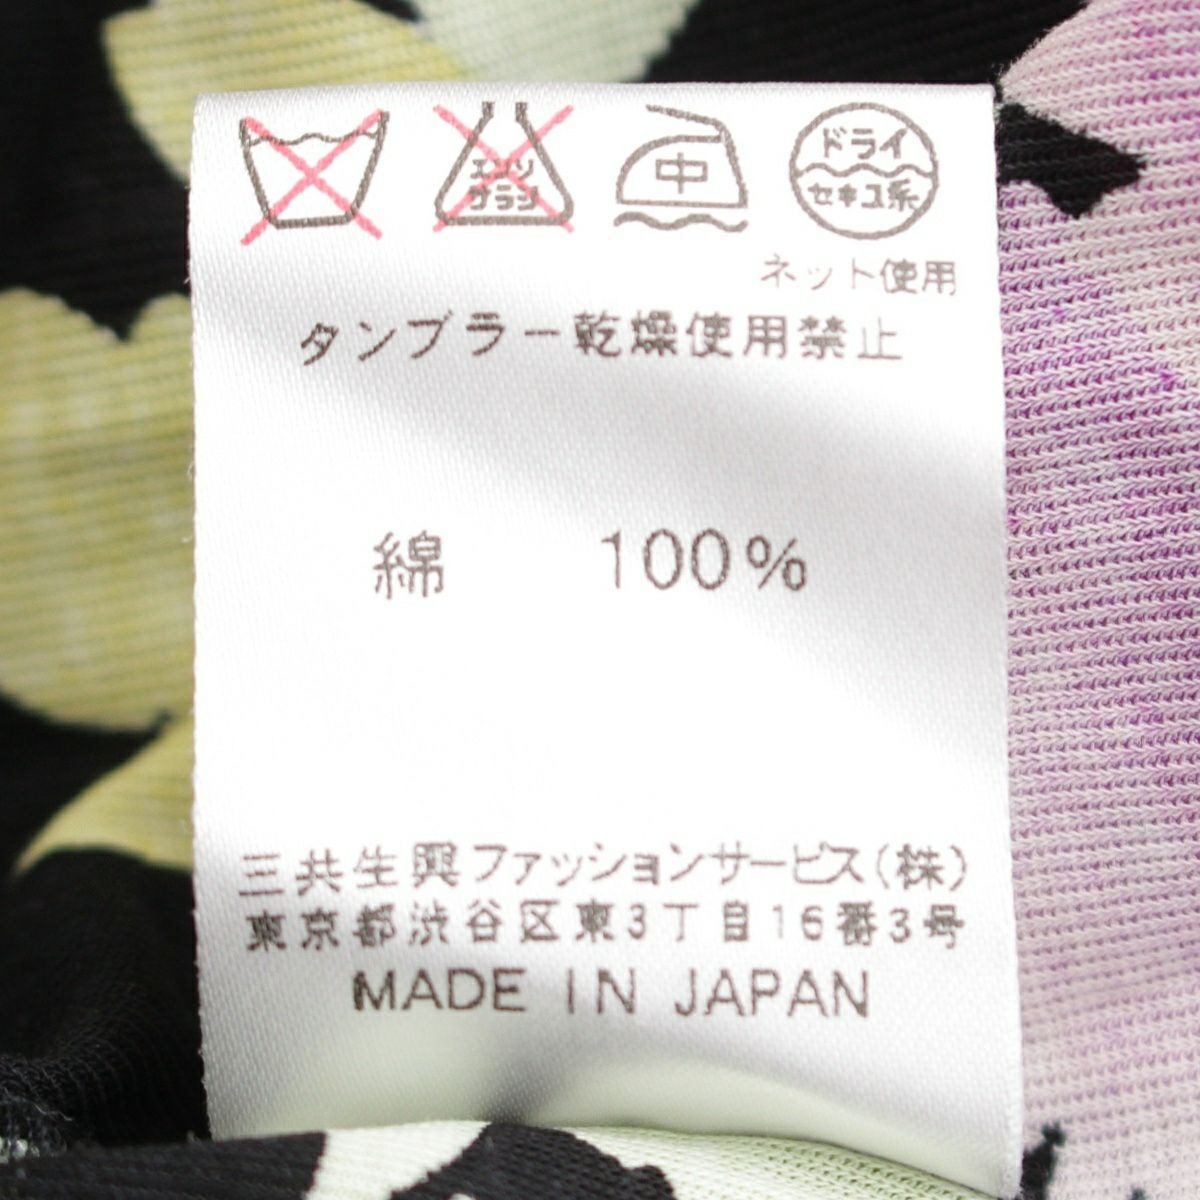 エンソ
サラシ
中
ドライ
セキユ系
ネット使用
タンブラー乾燥使用禁止
綿 100%
三共生興ファッションサービス(株)
東京都渋谷区東3丁目16番3号
MADE IN JAPAN